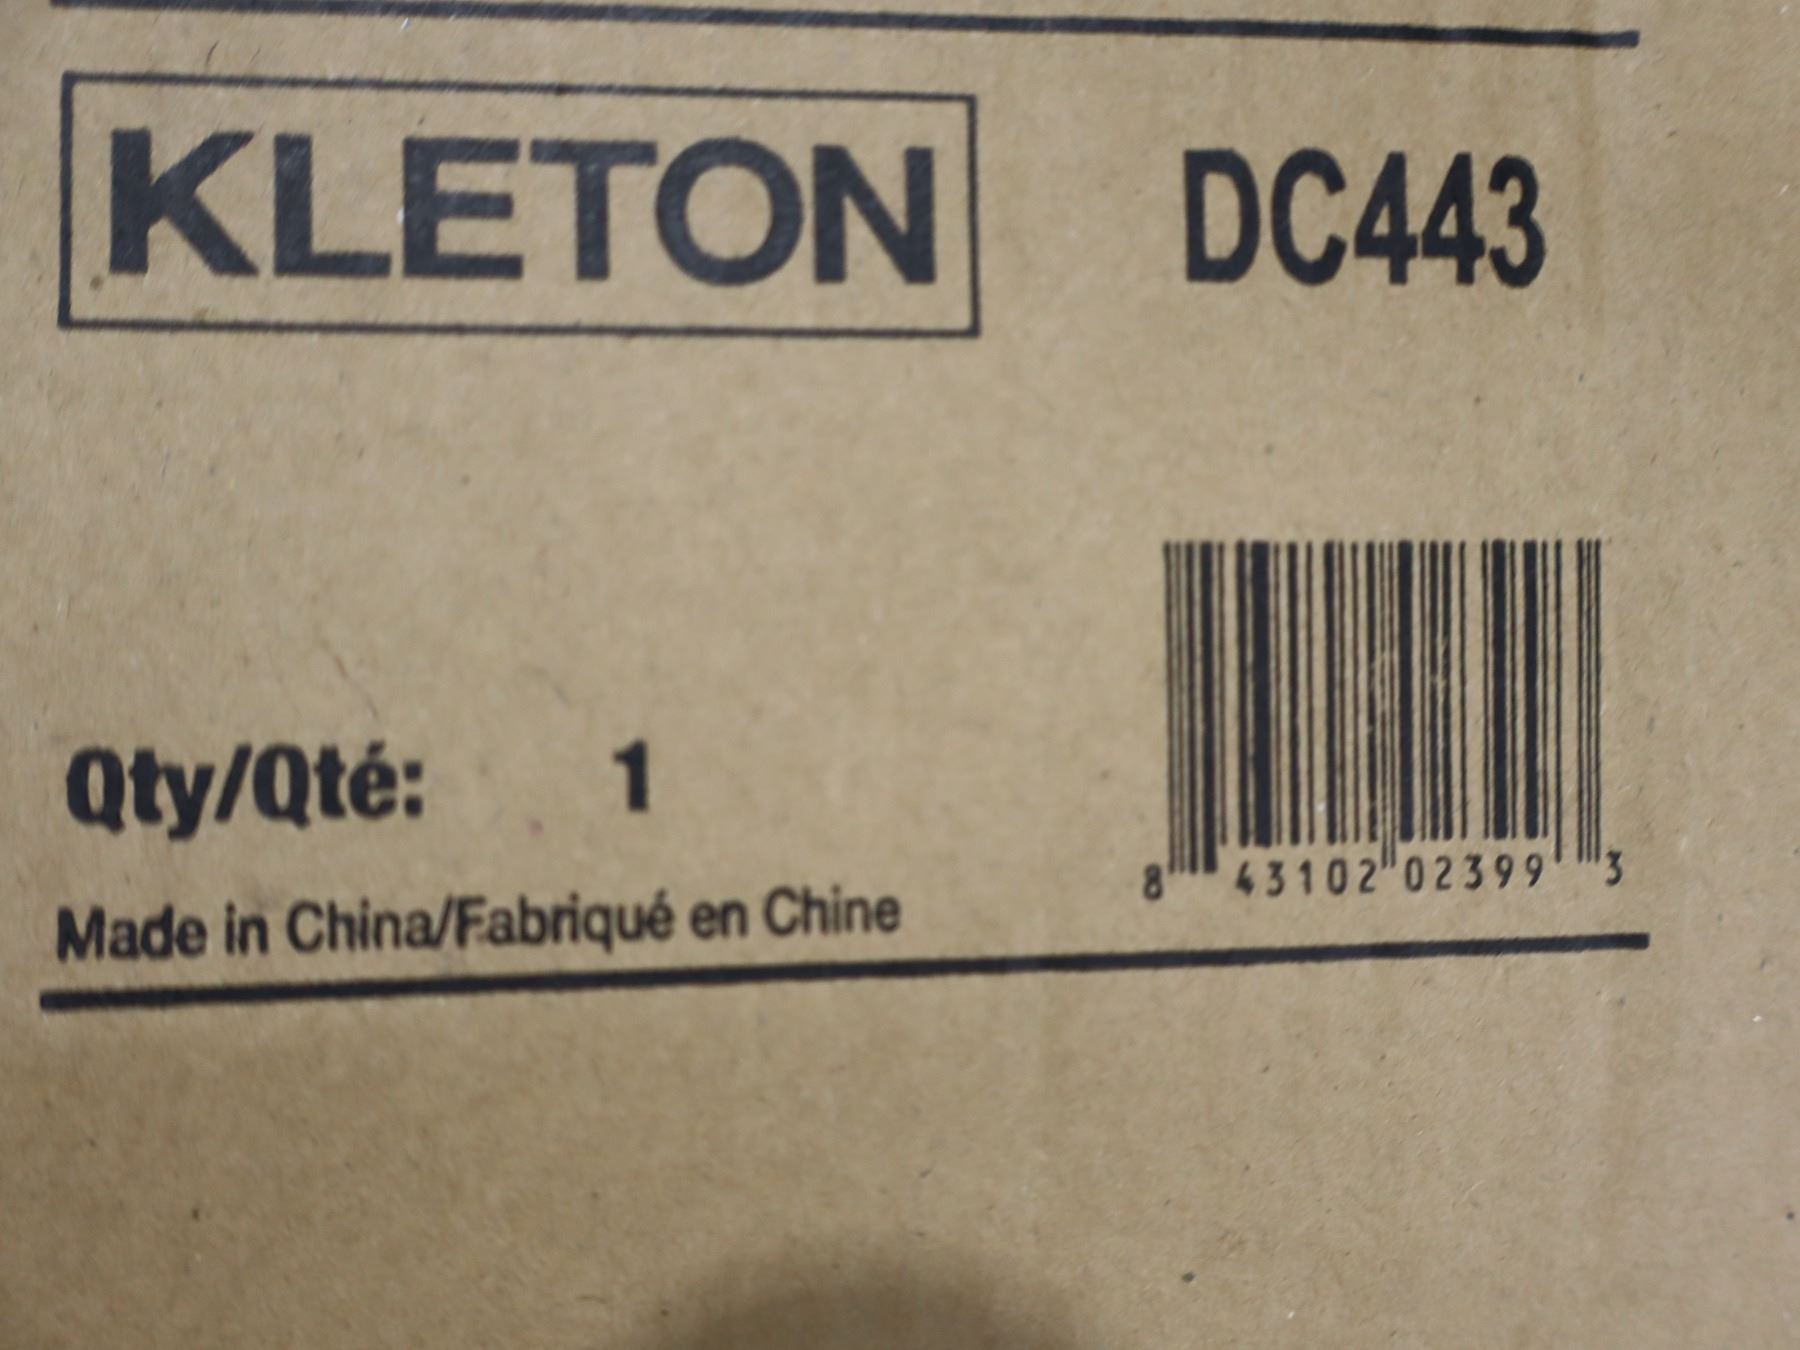 KLETON DC443
Qty/Qté: 1
8 43102 02399 3
Made in China/Fabriqué en Chine